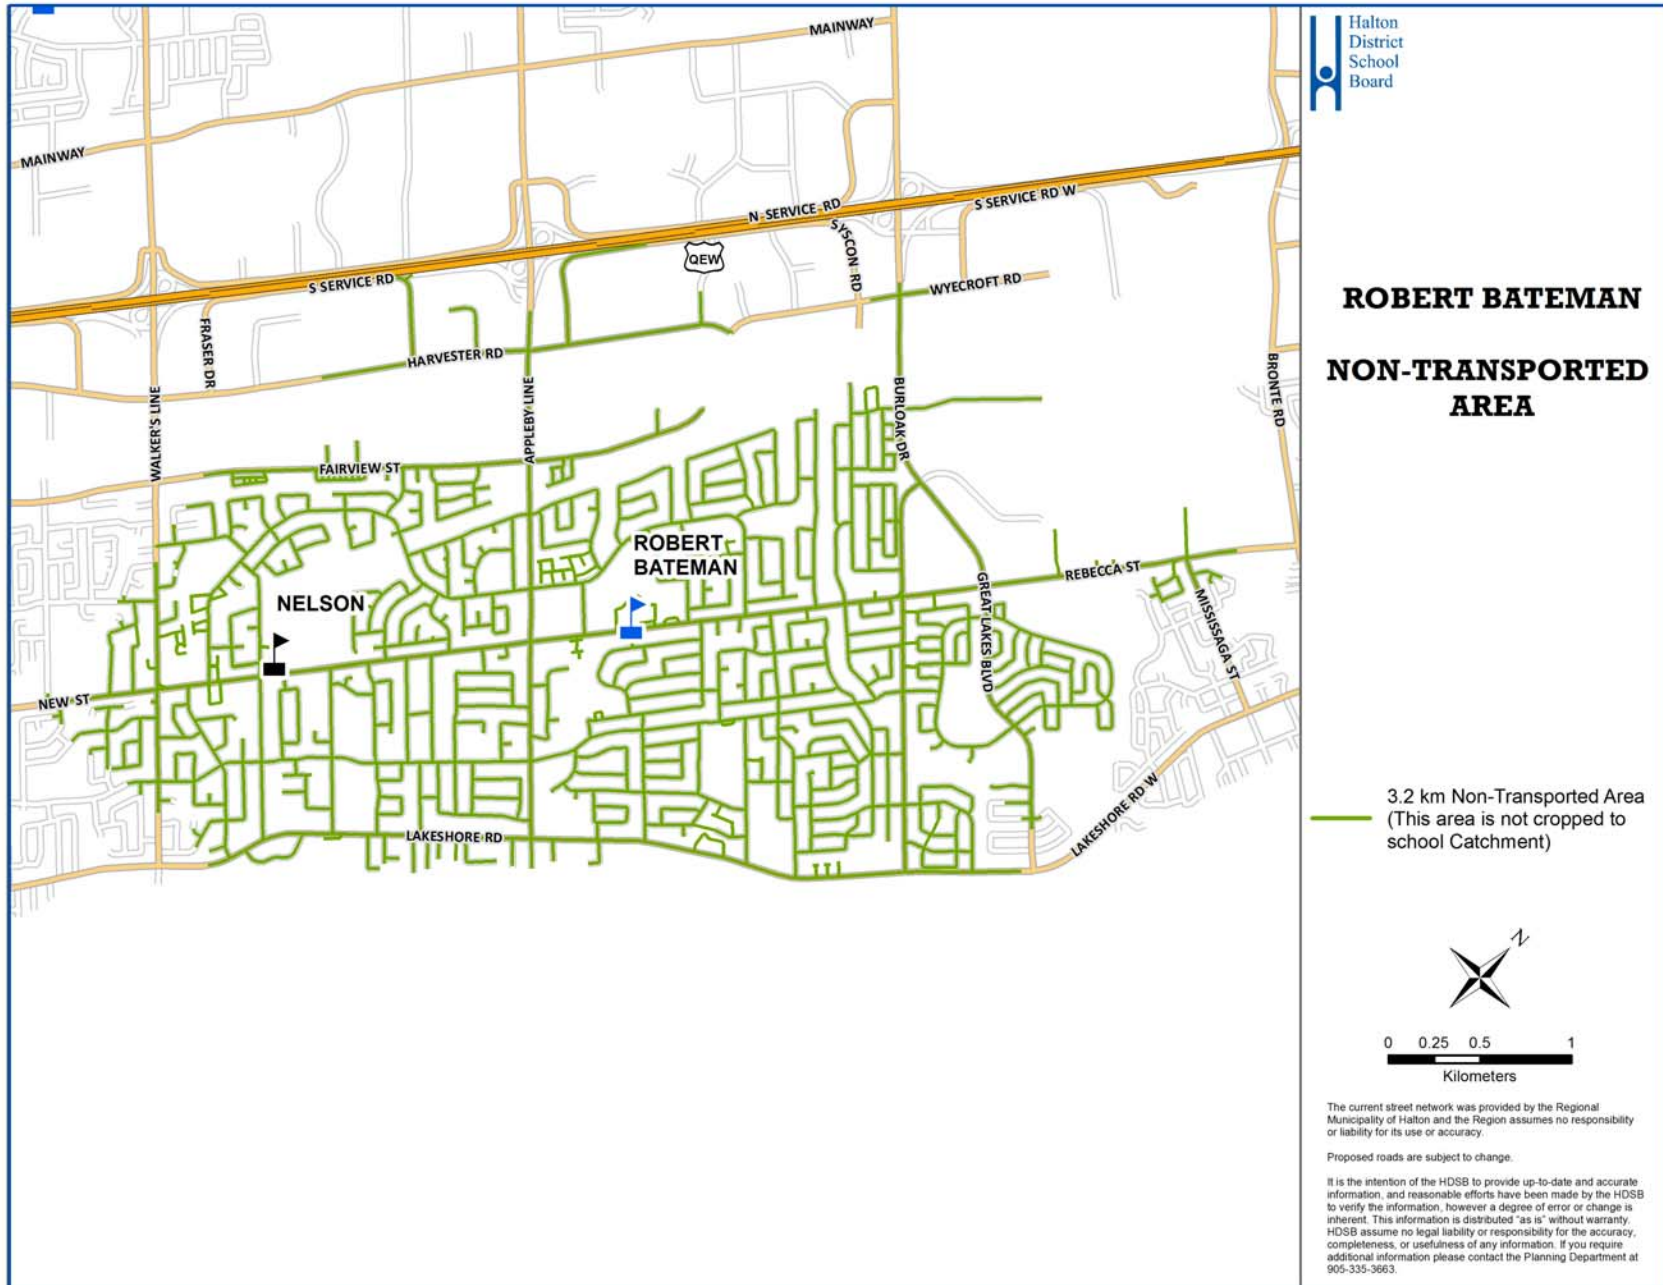 MAINWAY
MAINWAY
N SERVICE RD
S SERVICE RD W
SYSCON RD
QEW
S SERVICE RD
WYECROFT RD
FRASER DR
HARVESTER RD
WALKER'S LINE
APPLEBY LINE
BURLOAK DR
BRONTE RD
FAIRVIEW ST
ROBERT
BATEMAN
NELSON
REBECCA ST
GREAT LAKES BLVD
MISSISSAGA ST
NEW ST
LAKESHORE RD
LAKESHORE RD W
Halton
District
School
Board
ROBERT BATEMAN
NON-TRANSPORTED
AREA
3.2 km Non-Transported Area
(This area is not cropped to
school Catchment)
N
0 0.25 0.5 1
Kilometers
The current street network was provided by the Regional
Municipality of Halton and the Region assumes no responsibility
or liability for its use or accuracy.
Proposed roads are subject to change.
It is the intention of the HDSB to provide up-to-date and accurate
information, and reasonable efforts have been made by the HDSB
to verify the information, however a degree of error or change is
inherent. This information is distributed "as is" without warranty.
HDSB assume no legal liability or responsibility for the accuracy,
completeness, or usefulness of any information. If you require
additional information please contact the Planning Department at
905-335-3663.